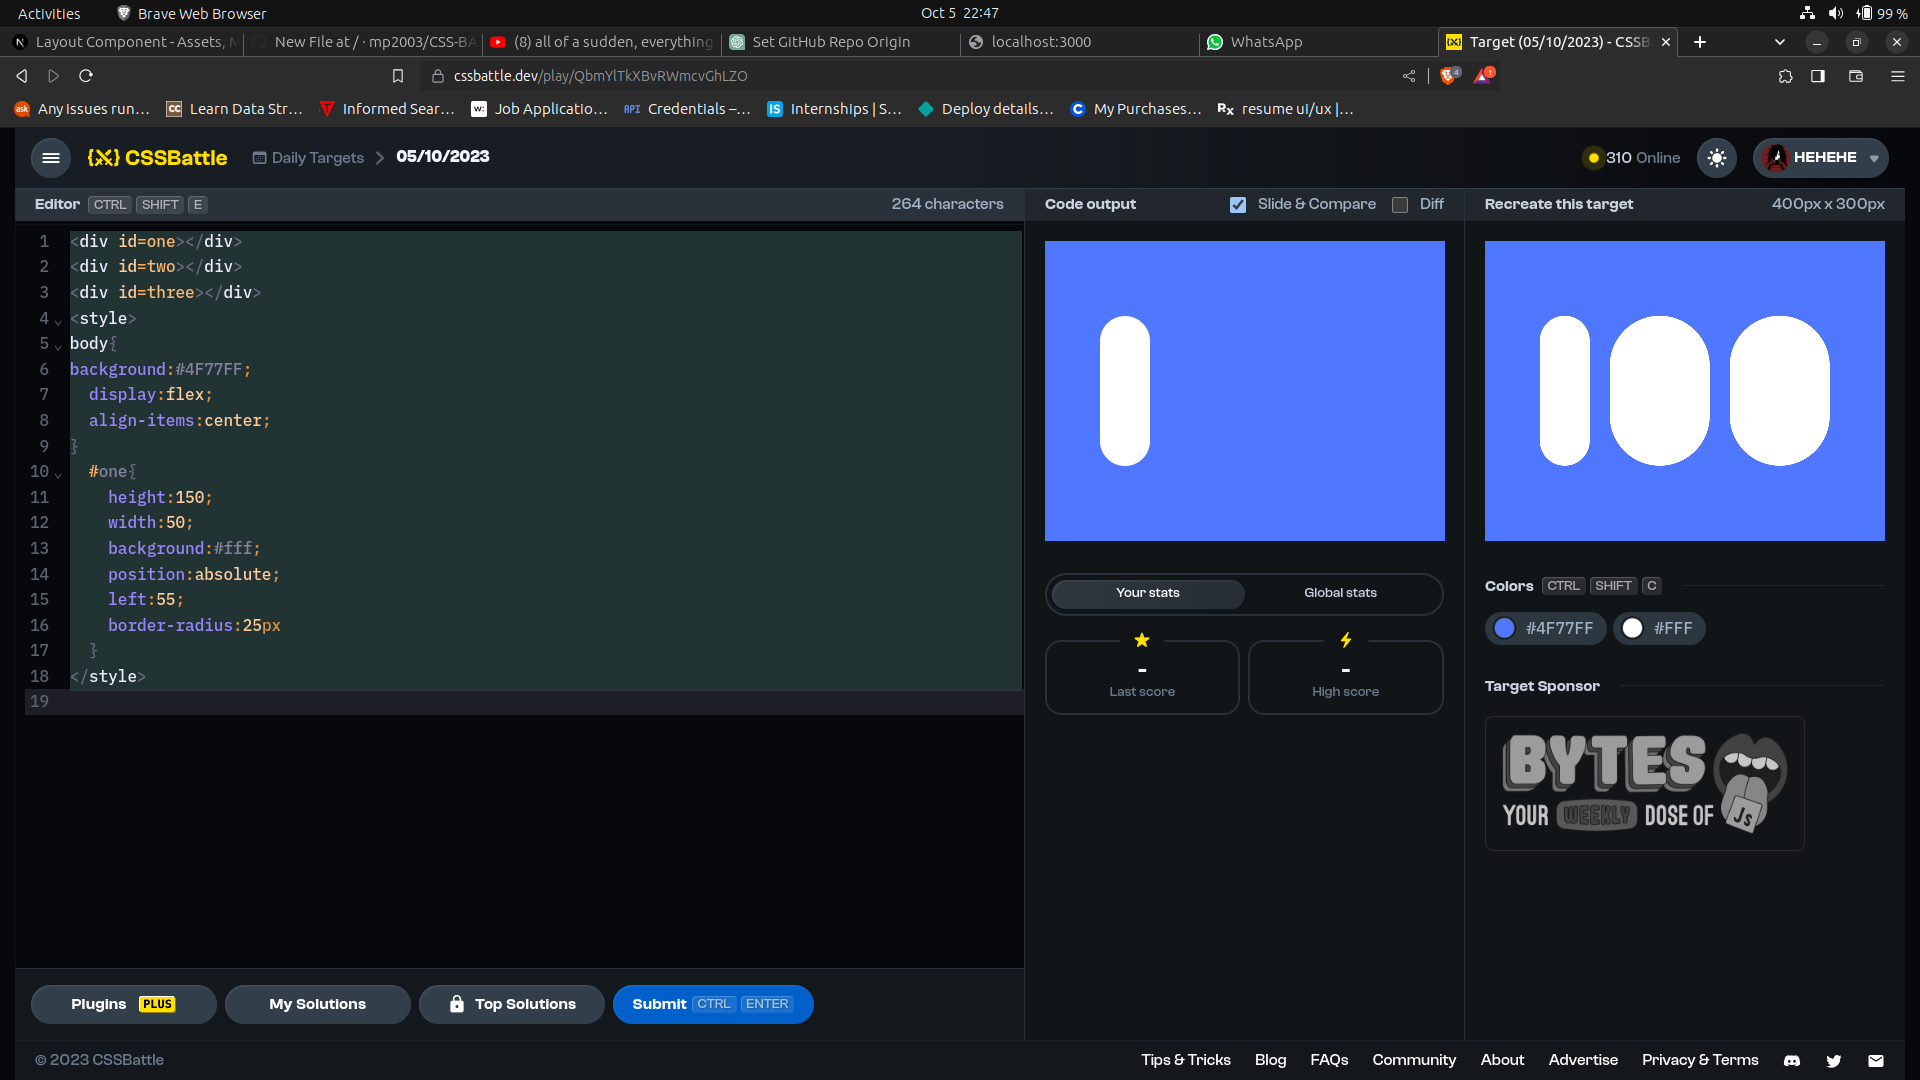 Activities Brave Web Browser Oct 5 22:47 99 %
Layout Component - Assets, M New File at / · mp2003/CSS-BA (8) all of a sudden, everything Set GitHub Repo Origin localhost:3000 WhatsApp Target (05/10/2023) - CSSB
cssbattle.dev/play/QbmYlTkXBvRWmcvGhLZO 4 1
ask Any issues run… CC Learn Data Str… Informed Sear… w: Job Applicatio… API Credentials –… IS Internships | S… Deploy details… C My Purchases… Rx resume ui/ux |…
CSSBattle Daily Targets 05/10/2023 310 Online HEHEHE
Editor CTRL SHIFT E 264 characters Code output Slide & Compare Diff Recreate this target 400px x 300px
1 <div id=one></div>
2 <div id=two></div>
3 <div id=three></div>
4 <style>
5 body{
6 background:#4F77FF;
7 display:flex;
8 align-items:center;
9 }
10 #one{
11 height:150;
12 width:50;
13 background:#fff;
14 position:absolute;
15 left:55;
16 border-radius:25px
17 }
18 </style>
19
Your stats Global stats
- -
Last score High score
Colors CTRL SHIFT C
#4F77FF #FFF
Target Sponsor
BYTES
YOUR WEEKLY DOSE OF JS
Plugins PLUS My Solutions Top Solutions Submit CTRL ENTER
© 2023 CSSBattle Tips & Tricks Blog FAQs Community About Advertise Privacy & Terms